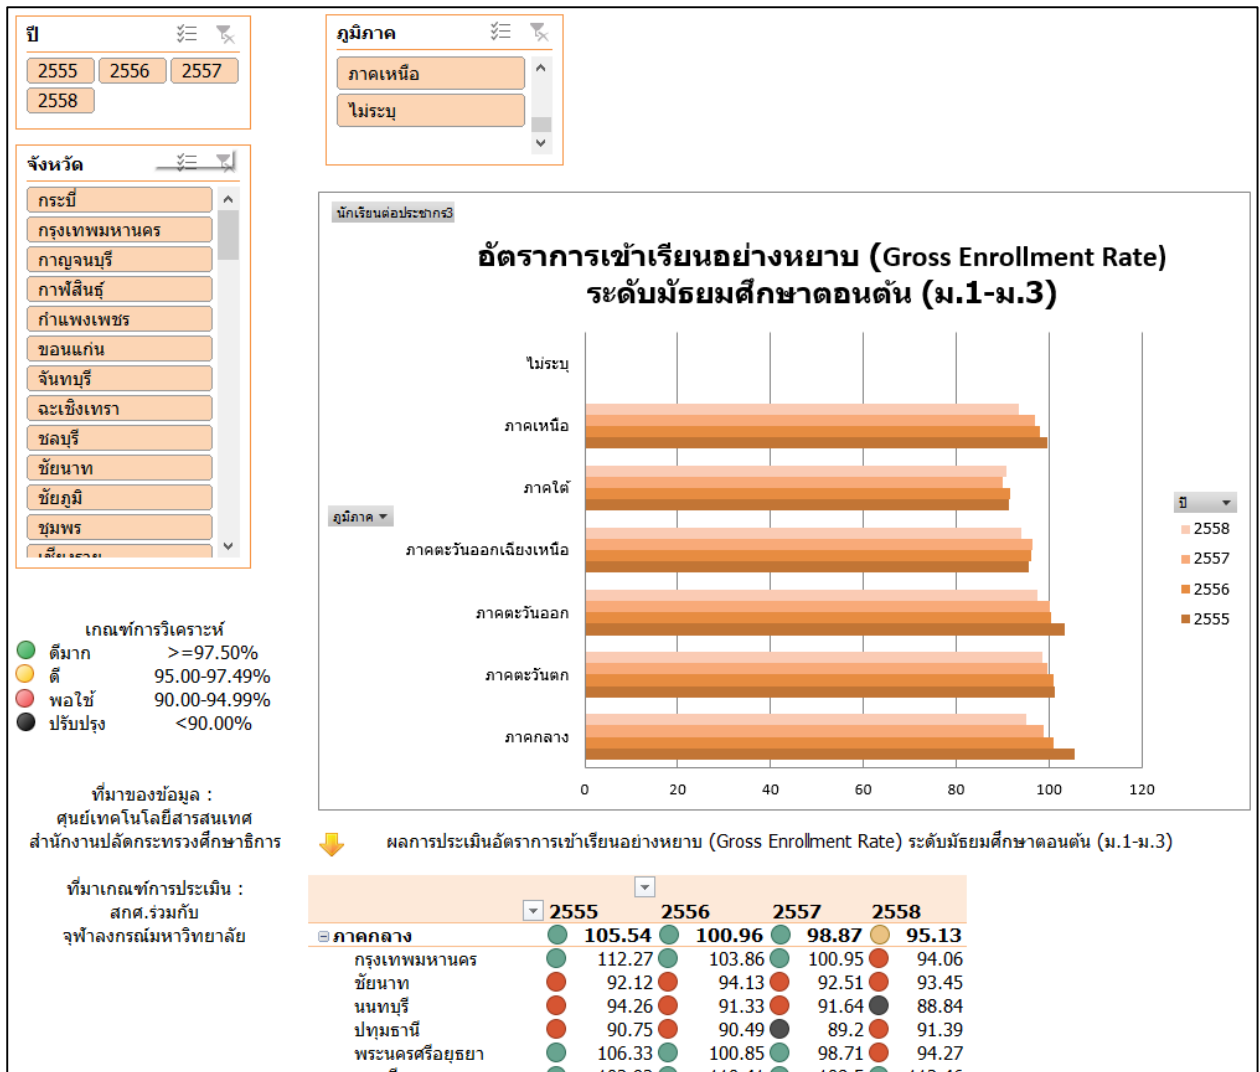 ปี
2555 2556 2557
2558
ภูมิภาค
ภาคเหนือ
ไม่ระบุ
จังหวัด
กระบี่
กรุงเทพมหานคร
กาญจนบุรี
กาฬสินธุ์
กำแพงเพชร
ขอนแก่น
จันทบุรี
ฉะเชิงเทรา
ชลบุรี
ชัยนาท
ชัยภูมิ
ชุมพร
เชียงราย
เกณฑ์การวิเคราะห์
ดีมาก >=97.50%
ดี 95.00-97.49%
พอใช้ 90.00-94.99%
ปรับปรุง <90.00%
ที่มาของข้อมูล :
ศูนย์เทคโนโลยีสารสนเทศ
สำนักงานปลัดกระทรวงศึกษาธิการ
ที่มาเกณฑ์การประเมิน :
สกศ.ร่วมกับ
จุฬาลงกรณ์มหาวิทยาลัย
นักเรียนต่อประชากร3
อัตราการเข้าเรียนอย่างหยาบ (Gross Enrollment Rate)
ระดับมัธยมศึกษาตอนต้น (ม.1-ม.3)
ไม่ระบุ
ภาคเหนือ
ภาคใต้
ภูมิภาค
ภาคตะวันออกเฉียงเหนือ
ภาคตะวันออก
ภาคตะวันตก
ภาคกลาง
0 20 40 60 80 100 120
ปี
2558
2557
2556
2555
ผลการประเมินอัตราการเข้าเรียนอย่างหยาบ (Gross Enrollment Rate) ระดับมัธยมศึกษาตอนต้น (ม.1-ม.3)
2555 2556 2557 2558
ภาคกลาง 105.54 100.96 98.87 95.13
กรุงเทพมหานคร 112.27 103.86 100.95 94.06
ชัยนาท 92.12 94.13 92.51 93.45
นนทบุรี 94.26 91.33 91.64 88.84
ปทุมธานี 90.75 90.49 89.2 91.39
พระนครศรีอยุธยา 106.33 100.85 98.71 94.27